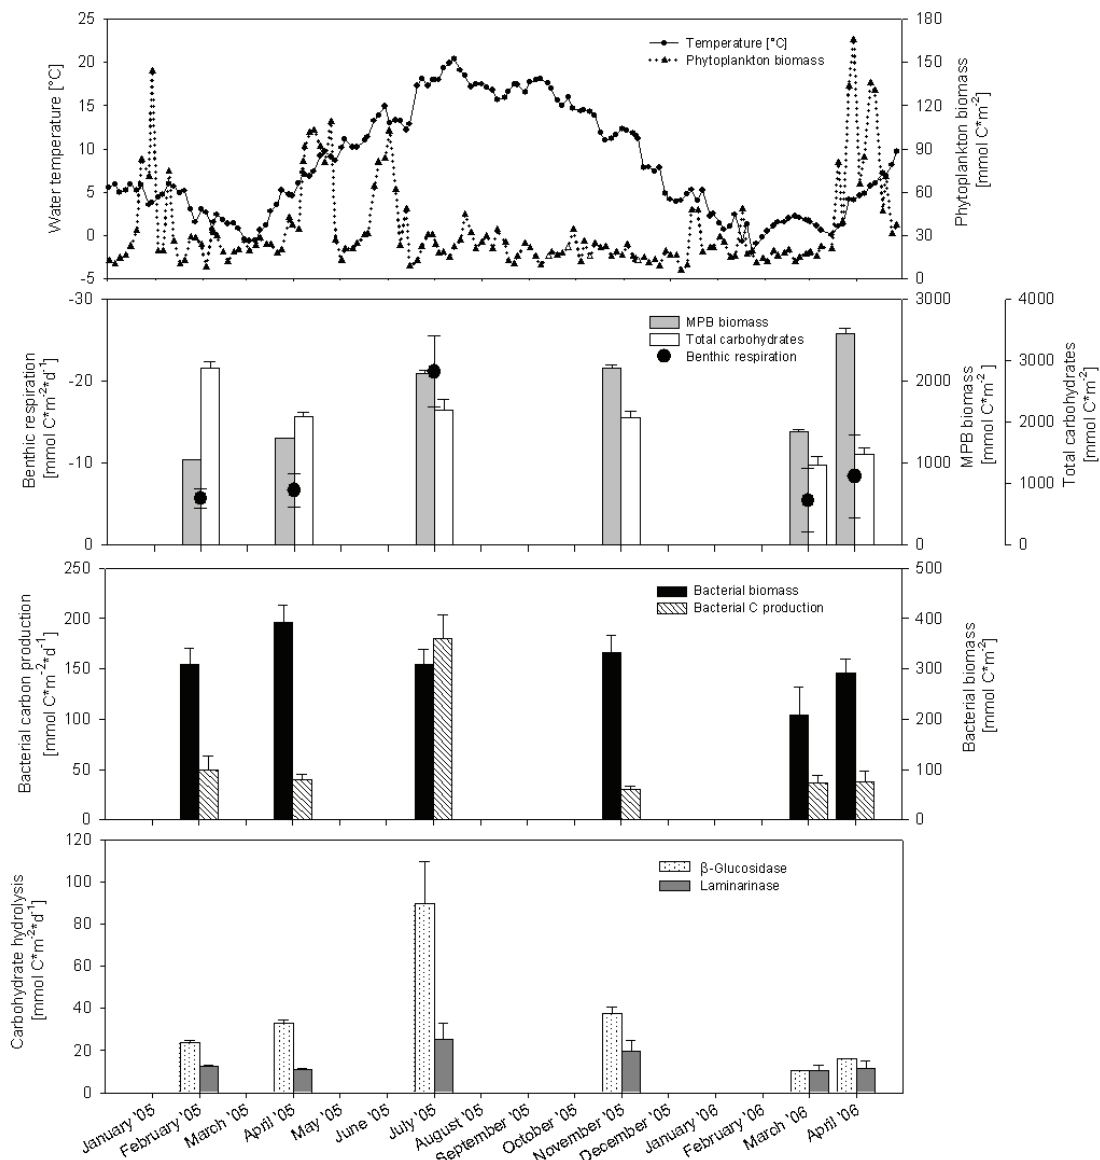 25
20
15
10
5
0
-5
Water temperature [°C]
Temperature [°C]
Phytoplankton biomass
180
150
120
90
60
30
0
Phytoplankton biomass
[mmol C*m-2]
-30
-20
-10
0
Benthic respiration
[mmol C*m-2*d-1]
MPB biomass
Total carbohydrates
Benthic respiration
3000
2000
1000
0
MPB biomass
[mmol C*m-2]
4000
3000
2000
1000
0
Total carbohydrates
[mmol C*m-2]
250
200
150
100
50
0
Bacterial carbon production
[mmol C*m-2*d-1]
Bacterial biomass
Bacterial C production
500
400
300
200
100
0
Bacterial biomass
[mmol C*m-2]
120
100
80
60
40
20
0
Carbohydrate hydrolysis
[mmol C*m-2*d-1]
β-Glucosidase
Laminarinase
January '05
February '05
March '05
April '05
May '05
June '05
July '05
August '05
September '05
October '05
November '05
December '05
January '06
February '06
March '06
April '06